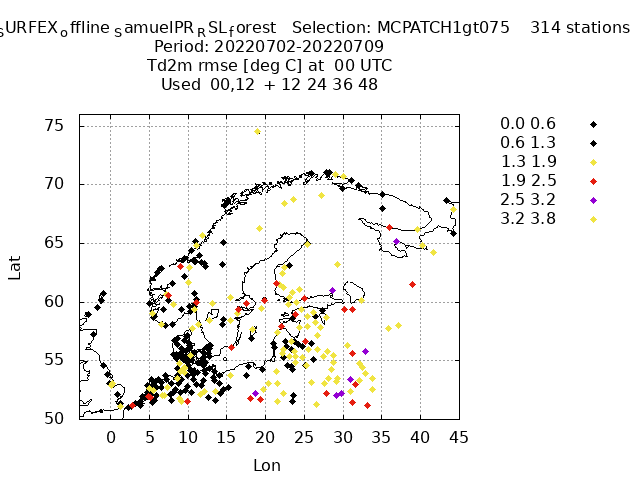 SURFEXoffline SamuelPRRSLforest Selection: MCPATCH1gt075 314 stations
Period: 20220702-20220709
Td2m rmse [deg C] at 00 UTC
Used 00,12 + 12 24 36 48
0.0 0.6
0.6 1.3
1.3 1.9
1.9 2.5
2.5 3.2
3.2 3.8
75
70
65
60
55
50
Lat
0 5 10 15 20 25 30 35 40 45
Lon